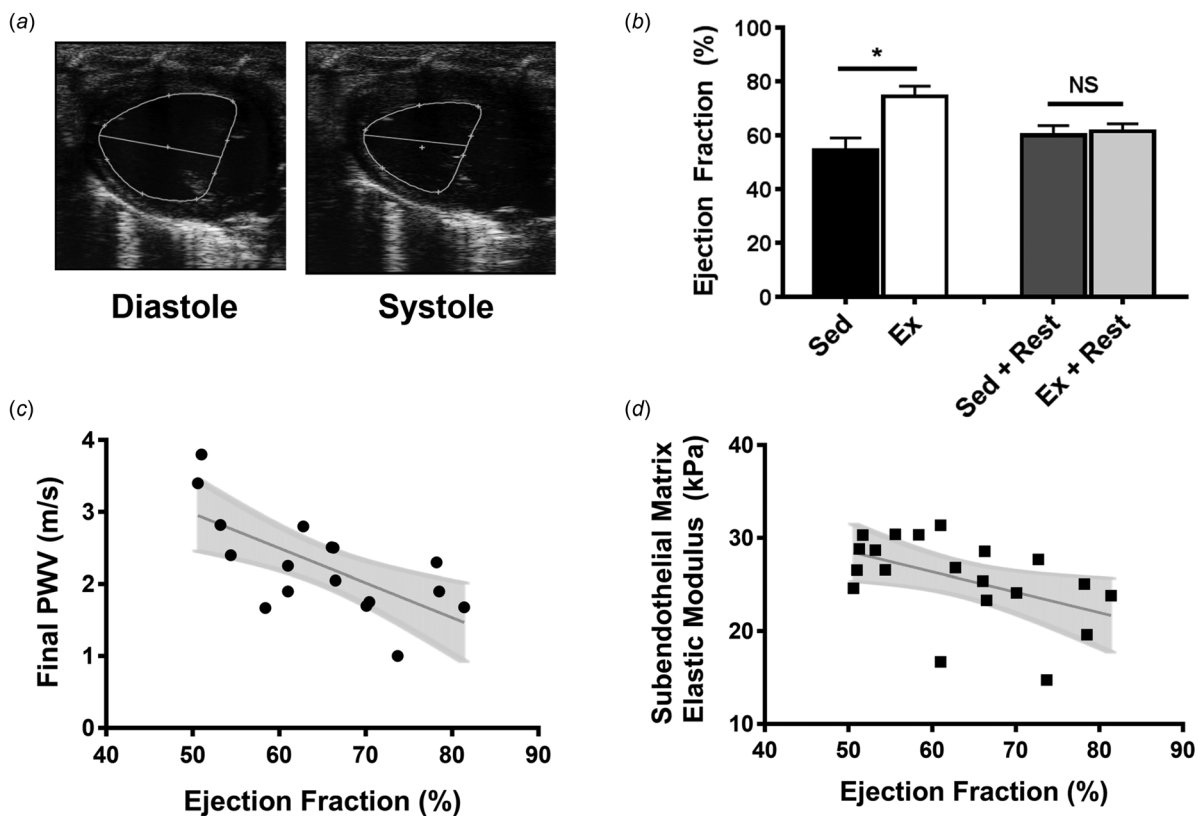 (a)
Diastole
Systole
(b)
Ejection Fraction (%)
100
80
60
40
20
0
*
NS
Sed
Ex
Sed + Rest
Ex + Rest
(c)
Final PWV (m/s)
4
3
2
1
0
40
50
60
70
80
90
Ejection Fraction (%)
(d)
Subendothelial Matrix
Elastic Modulus (kPa)
40
30
20
10
40
50
60
70
80
90
Ejection Fraction (%)